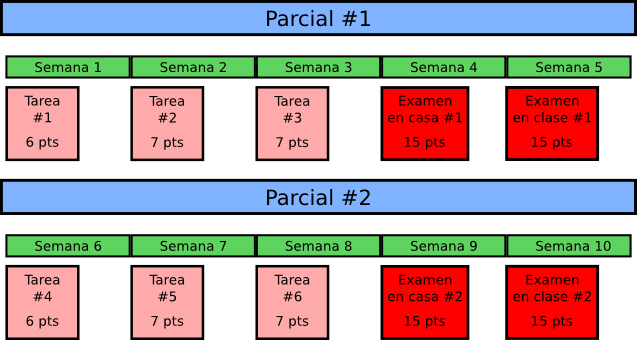 Parcial #1
Semana 1 Semana 2 Semana 3 Semana 4 Semana 5
Tarea Tarea Tarea Examen Examen
#1 #2 #3 en casa #1 en clase #1
6 pts 7 pts 7 pts 15 pts 15 pts
Parcial #2
Semana 6 Semana 7 Semana 8 Semana 9 Semana 10
Tarea Tarea Tarea Examen Examen
#4 #5 #6 en casa #2 en clase #2
6 pts 7 pts 7 pts 15 pts 15 pts